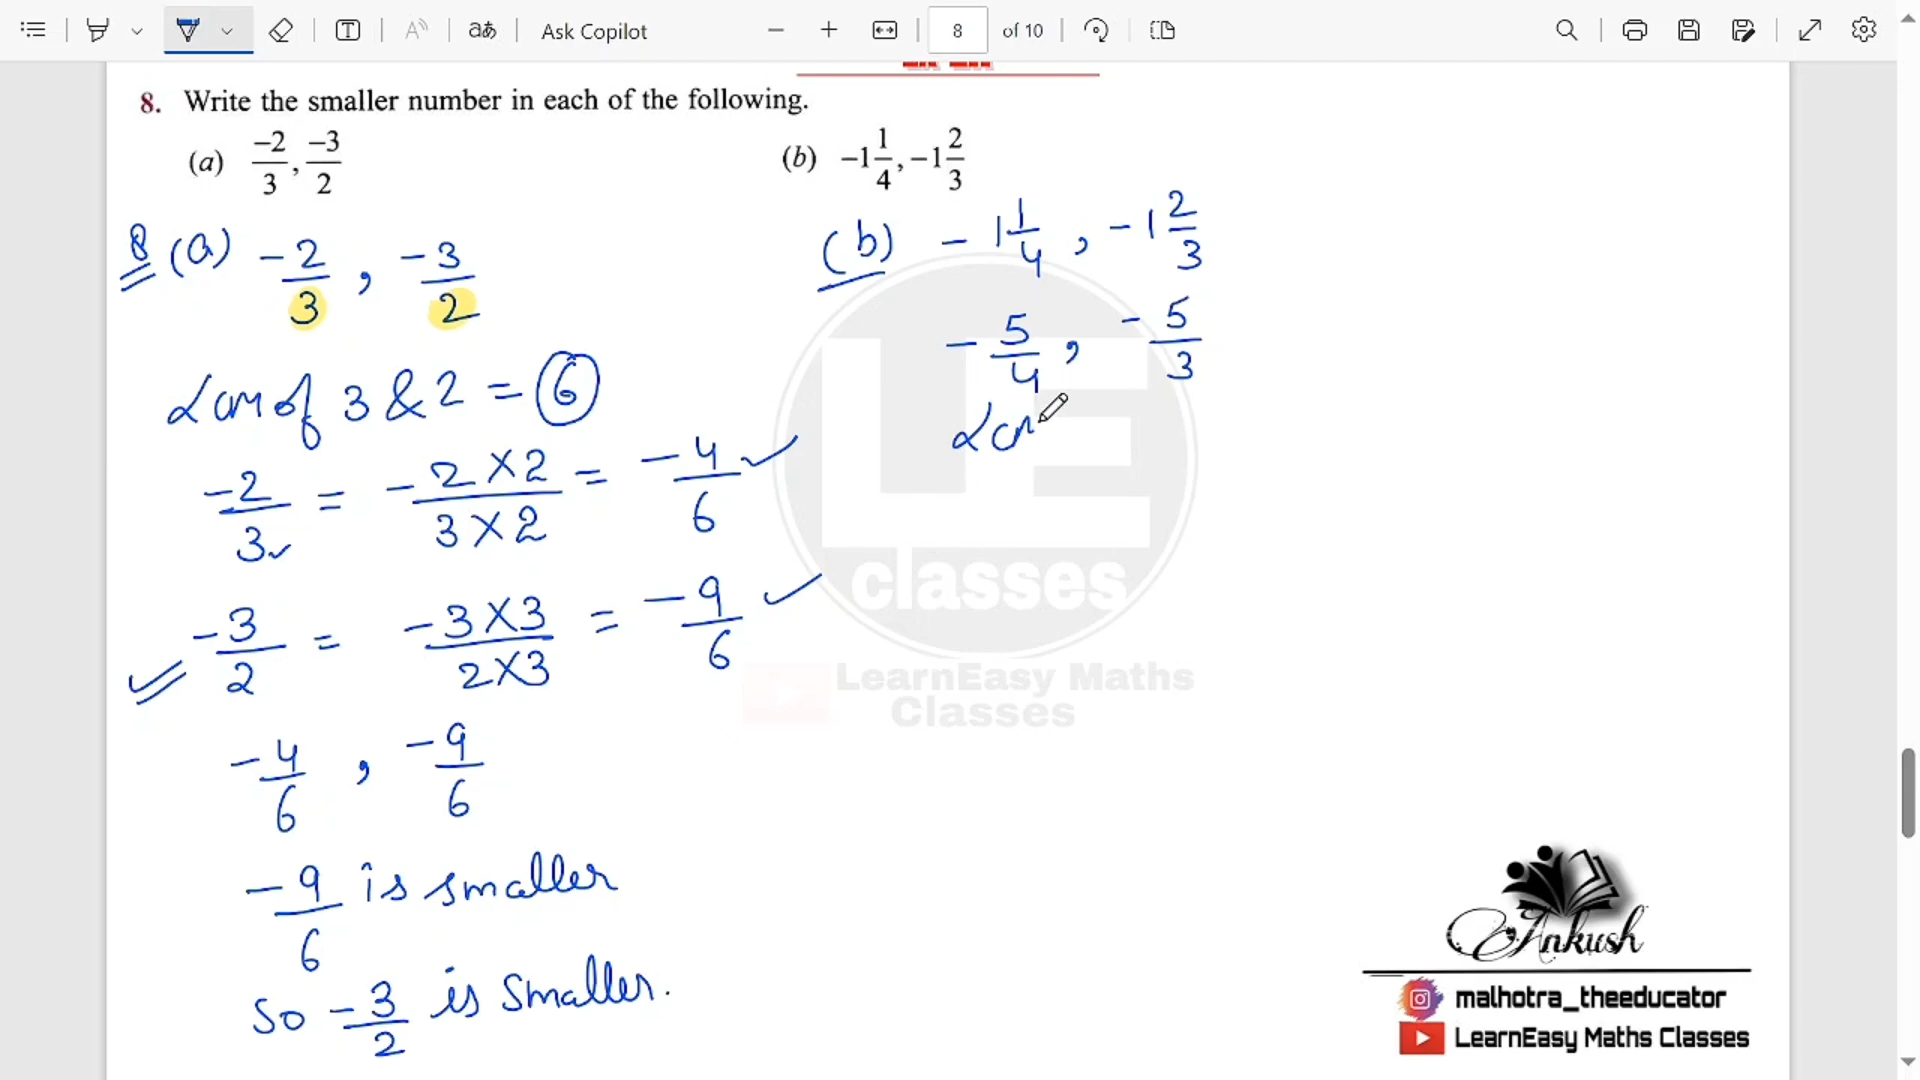 Ask Copilot 8 of 10
8. Write the smaller number in each of the following.
(a) -2/3, -3/2
(b) -1 1/4, -1 2/3
8 (a) -2/3, -3/2
Lcm of 3 & 2 = 6
-2/3 = -2×2/3×2 = -4/6
-3/2 = -3×3/2×3 = -9/6
-4/6, -9/6
-9/6 is smaller
So -3/2 is smaller.
(b) -1 1/4, -1 2/3
-5/4, -5/3
Lcm
LE
classes
LearnEasy Maths
Classes
Ankush
malhotra_theeducator
LearnEasy Maths Classes